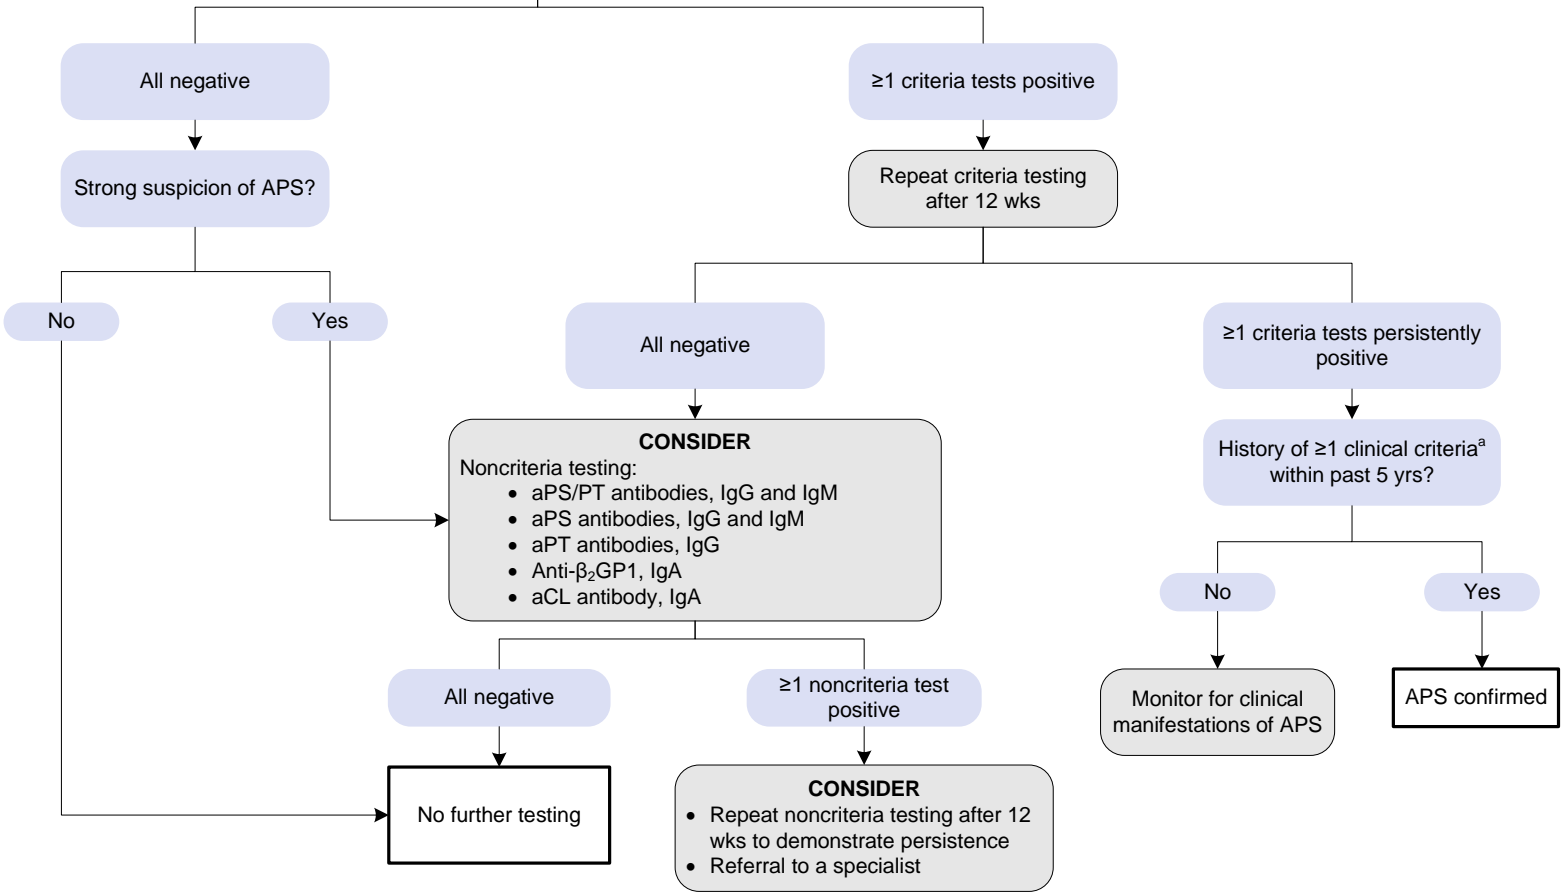 All negative
≥1 criteria tests positive
Strong suspicion of APS?
Repeat criteria testing
after 12 wks
No
Yes
All negative
≥1 criteria tests persistently
positive
CONSIDER
Noncriteria testing:
• aPS/PT antibodies, IgG and IgM
• aPS antibodies, IgG and IgM
• aPT antibodies, IgG
• Anti-β₂GP1, IgA
• aCL antibody, IgA
History of ≥1 clinical criteriaᵃ
within past 5 yrs?
No
Yes
All negative
≥1 noncriteria test
positive
Monitor for clinical
manifestations of APS
APS confirmed
No further testing
CONSIDER
• Repeat noncriteria testing after 12
wks to demonstrate persistence
• Referral to a specialist